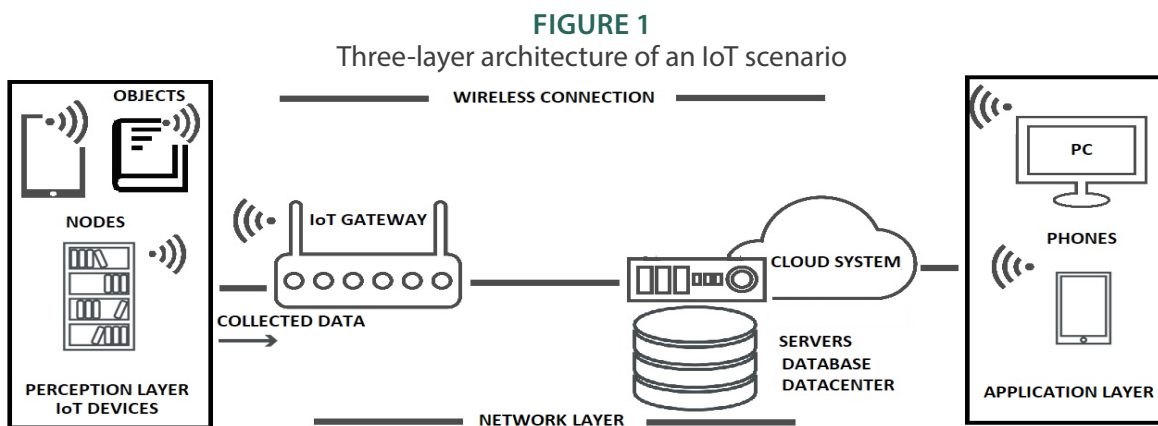 FIGURE 1
Three-layer architecture of an IoT scenario
OBJECTS
NODES
PERCEPTION LAYER
IoT DEVICES
WIRELESS CONNECTION
IoT GATEWAY
COLLECTED DATA
CLOUD SYSTEM
SERVERS
DATABASE
DATACENTER
NETWORK LAYER
PC
PHONES
APPLICATION LAYER